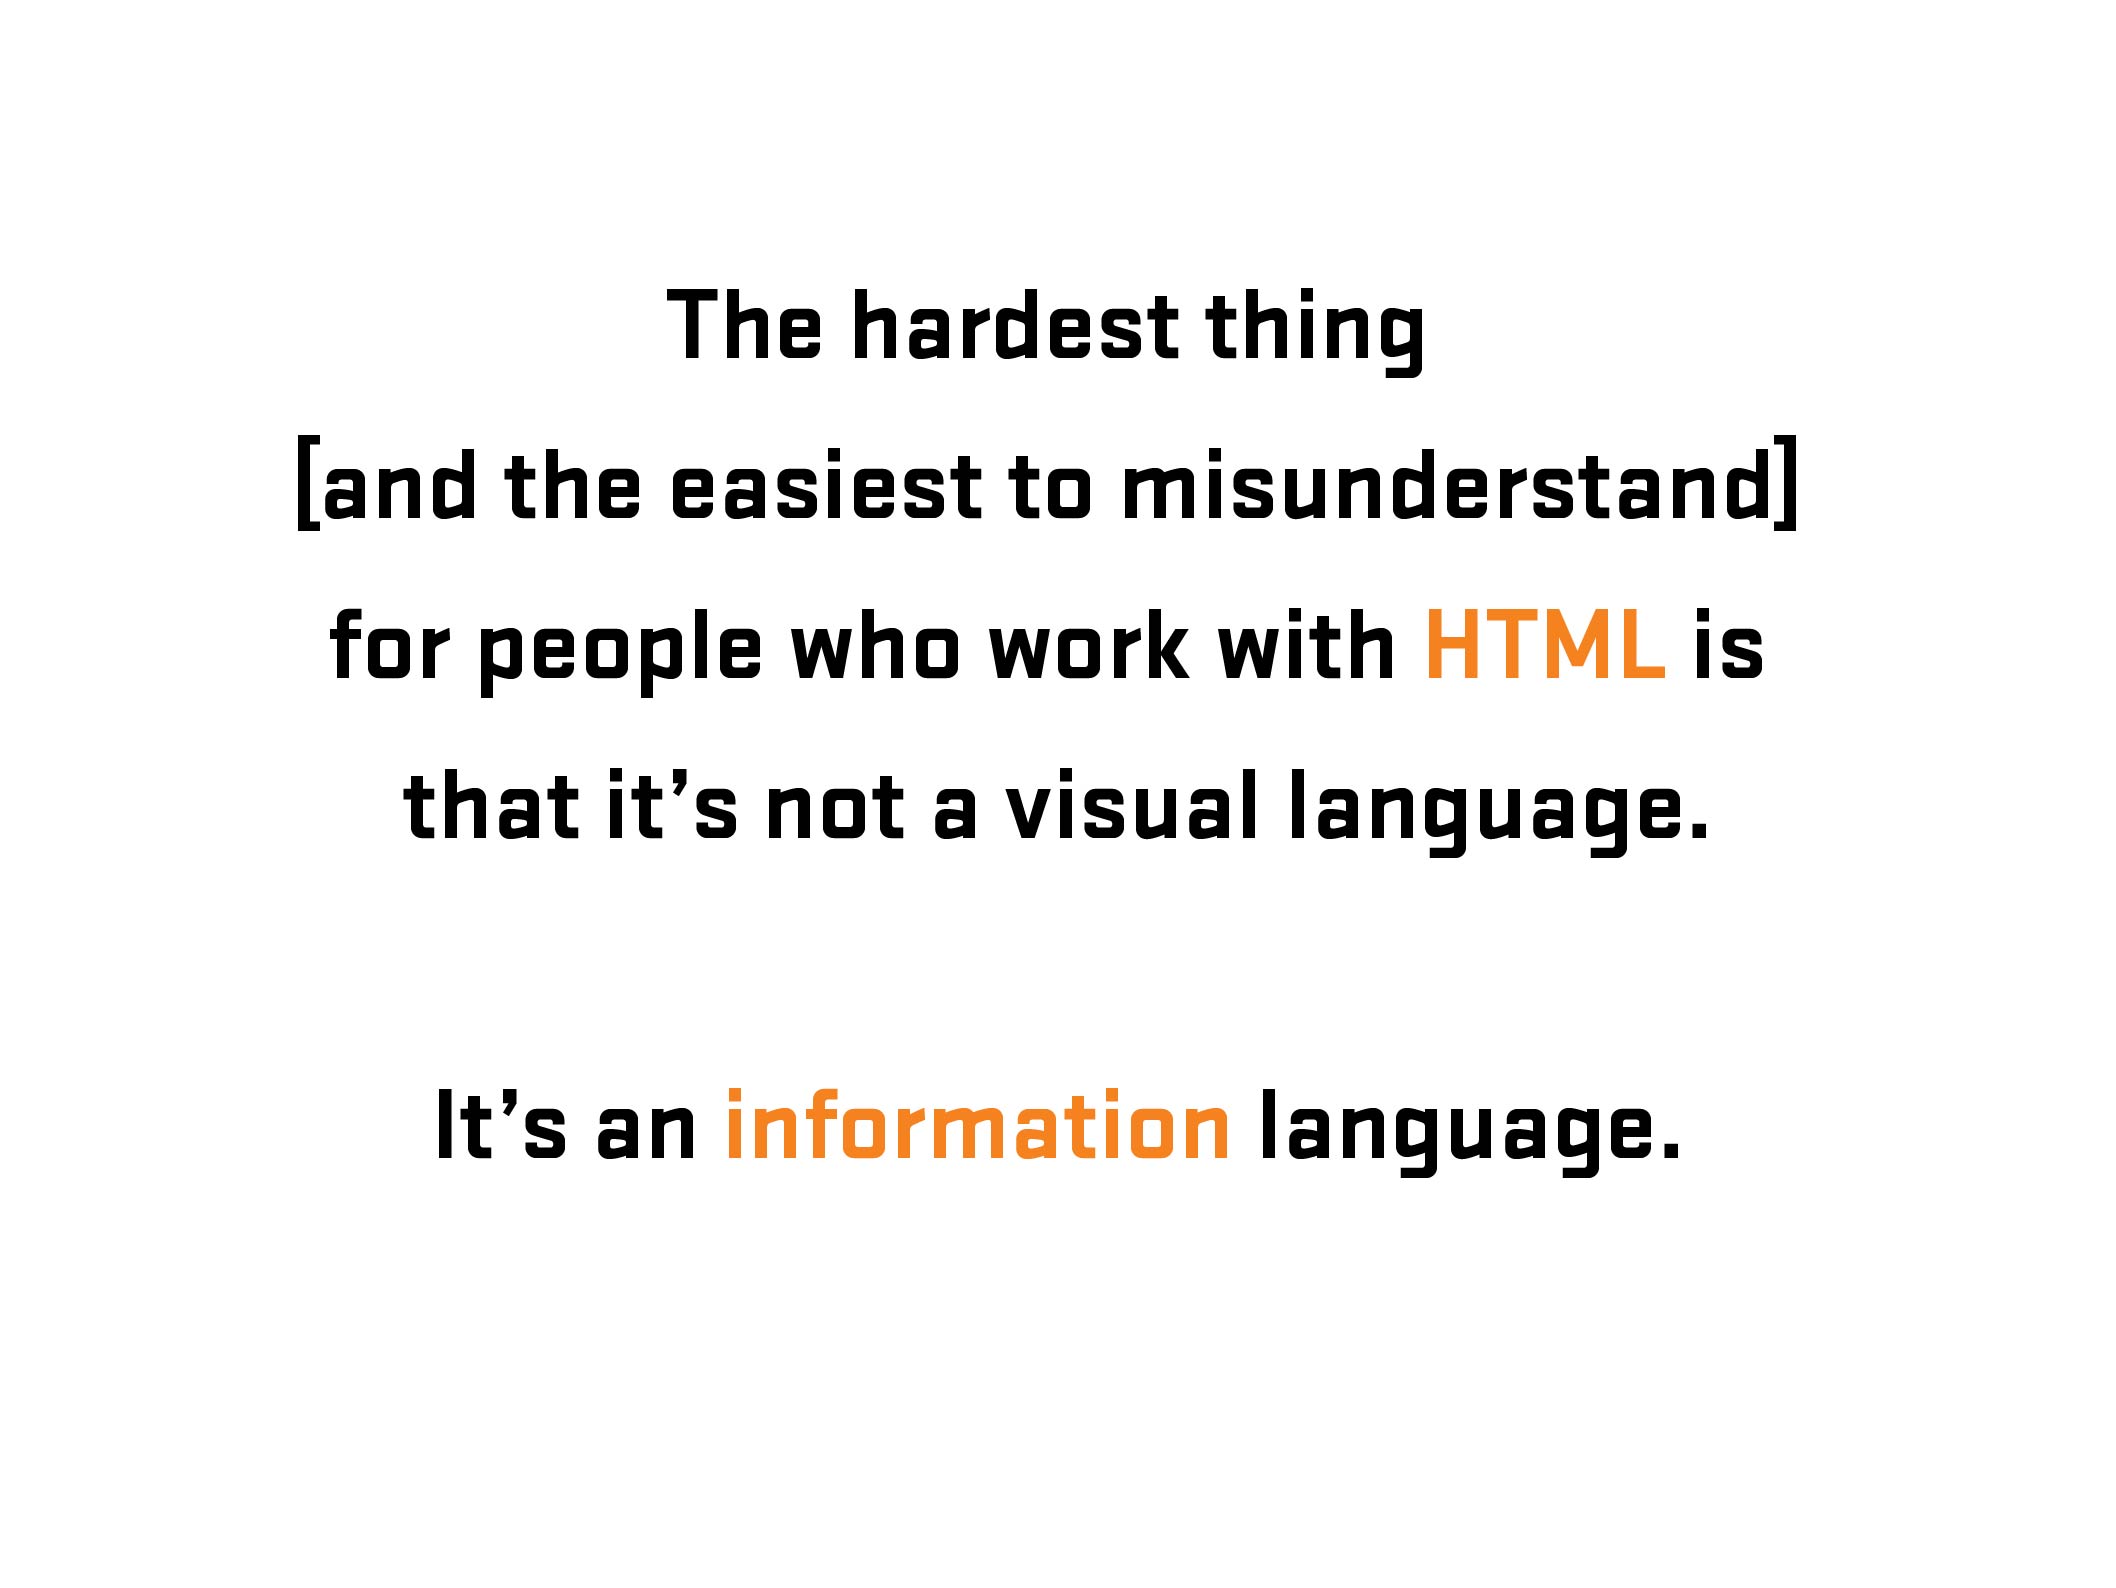 The hardest thing
[and the easiest to misunderstand]
for people who work with HTML is
that it’s not a visual language.
It’s an information language.